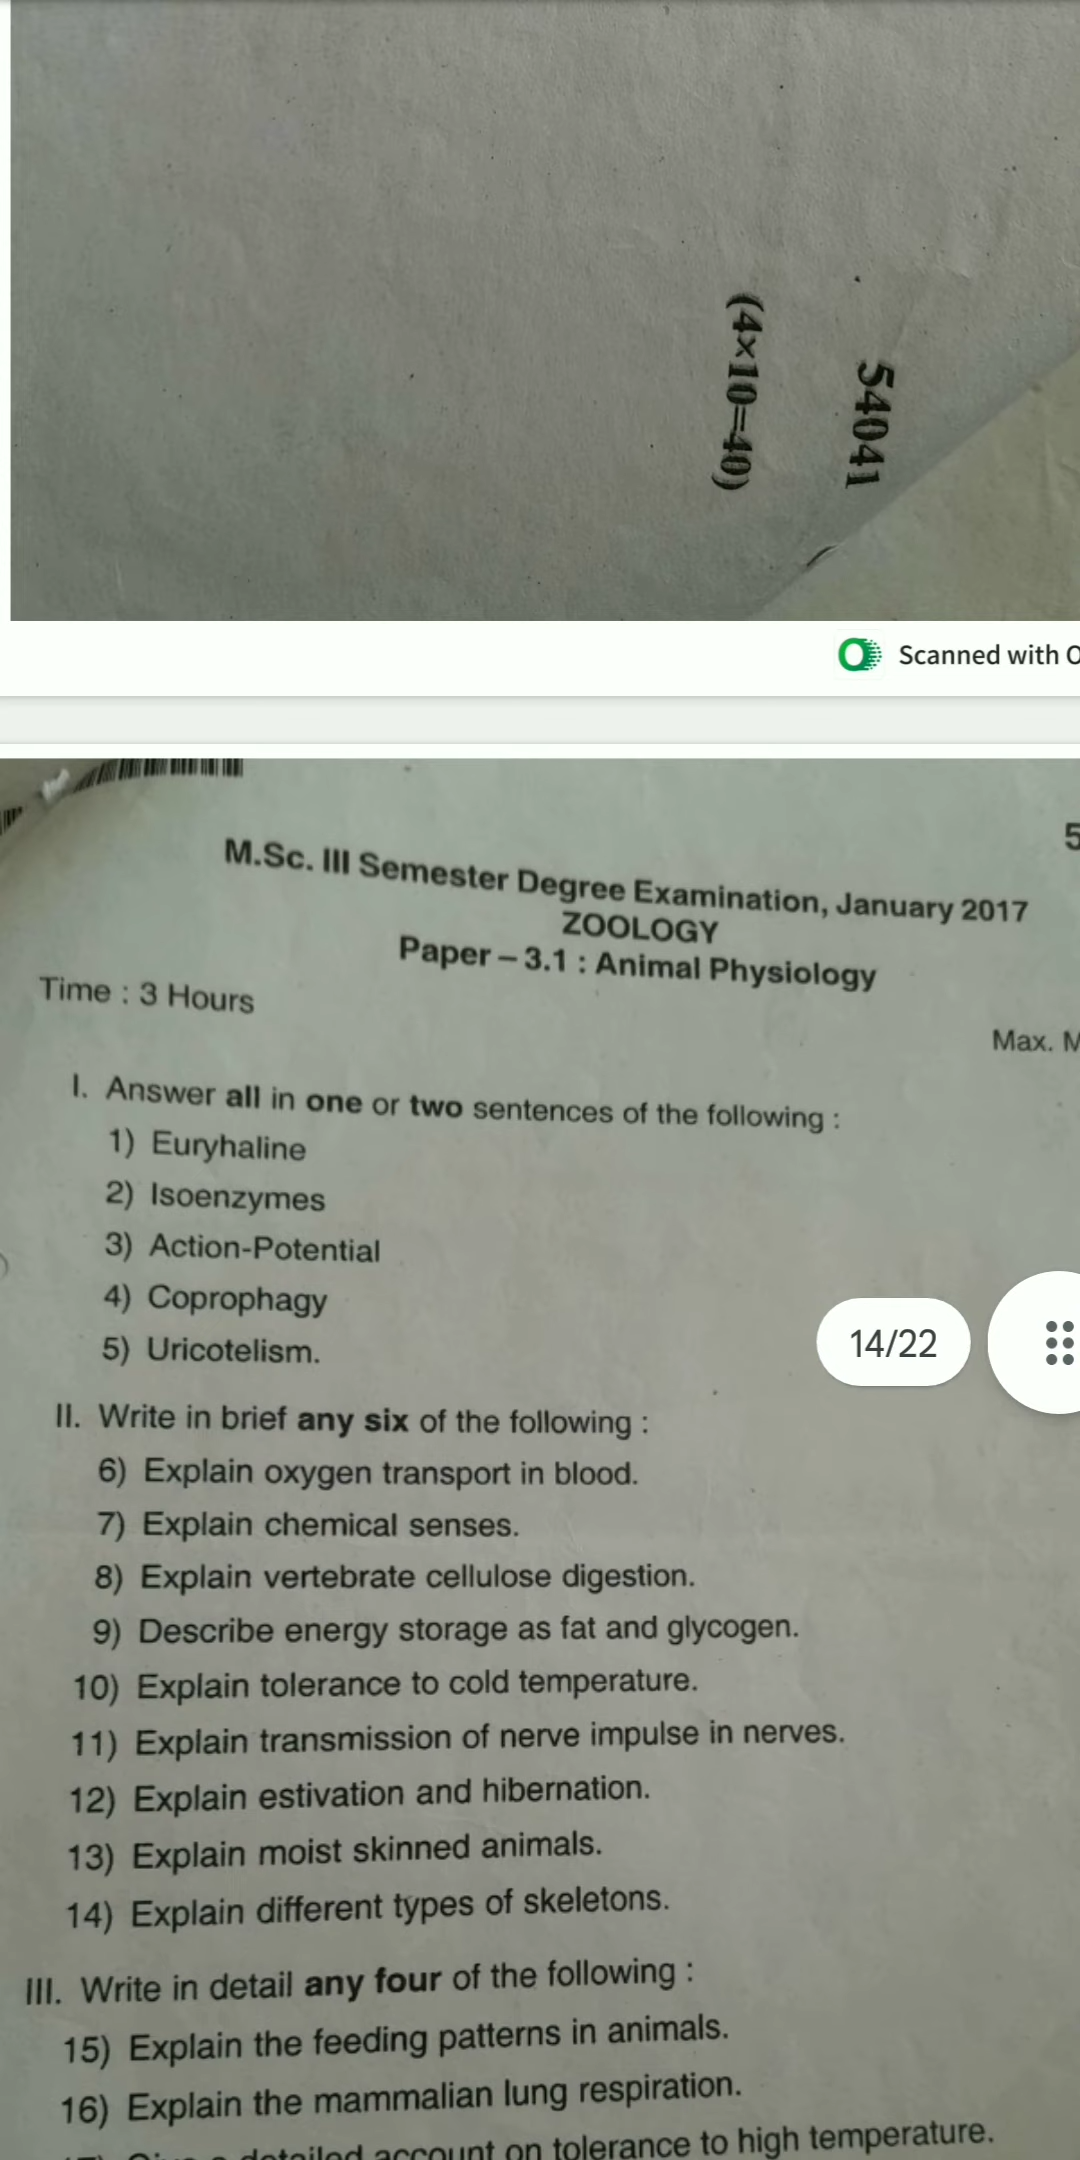 (4×10=40)
54041
Scanned with O
5
M.Sc. III Semester Degree Examination, January 2017
ZOOLOGY
Paper – 3.1 : Animal Physiology
Time : 3 Hours
Max. M
I. Answer all in one or two sentences of the following :
1) Euryhaline
2) Isoenzymes
3) Action-Potential
4) Coprophagy
5) Uricotelism.
14/22
II. Write in brief any six of the following :
6) Explain oxygen transport in blood.
7) Explain chemical senses.
8) Explain vertebrate cellulose digestion.
9) Describe energy storage as fat and glycogen.
10) Explain tolerance to cold temperature.
11) Explain transmission of nerve impulse in nerves.
12) Explain estivation and hibernation.
13) Explain moist skinned animals.
14) Explain different types of skeletons.
III. Write in detail any four of the following :
15) Explain the feeding patterns in animals.
16) Explain the mammalian lung respiration.
detailed account on tolerance to high temperature.